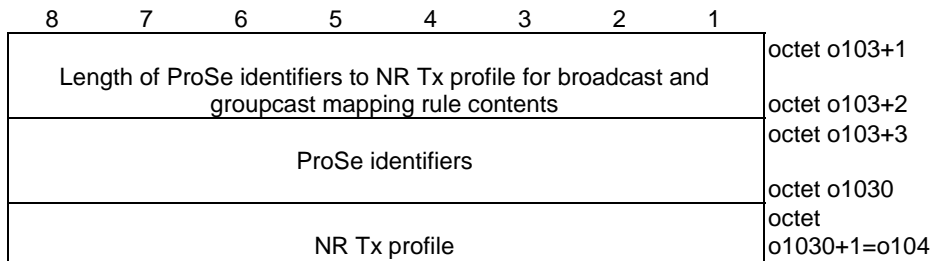 8 7 6 5 4 3 2 1
Length of ProSe identifiers to NR Tx profile for broadcast and
groupcast mapping rule contents
octet o103+1
octet o103+2
ProSe identifiers
octet o103+3
octet o1030
NR Tx profile
octet
o1030+1=o104